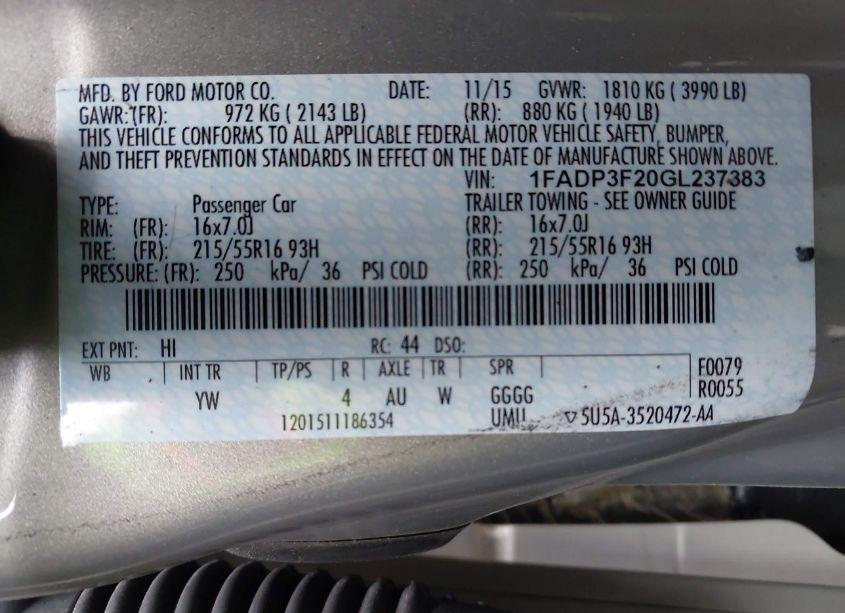 MFD. BY FORD MOTOR CO. DATE: 11/15 GVWR: 1810 KG ( 3990 LB)
GAWR:(FR): 972 KG ( 2143 LB) (RR): 880 KG ( 1940 LB)
THIS VEHICLE CONFORMS TO ALL APPLICABLE FEDERAL MOTOR VEHICLE SAFETY, BUMPER,
AND THEFT PREVENTION STANDARDS IN EFFECT ON THE DATE OF MANUFACTURE SHOWN ABOVE.
VIN: 1FADP3F20GL237383
TYPE: Passenger Car TRAILER TOWING - SEE OWNER GUIDE
RIM: (FR): 16x7.0J (RR): 16x7.0J
TIRE: (FR): 215/55R16 93H (RR): 215/55R16 93H
PRESSURE: (FR): 250 kPa/ 36 PSI COLD (RR): 250 kPa/ 36 PSI COLD
EXT PNT: HI RC: 44 DSO:
WB INT TR TP/PS R AXLE TR SPR F0079
YW 4 AU W GGGG R0055
1201511186354 UMU 5U5A-3520472-AA